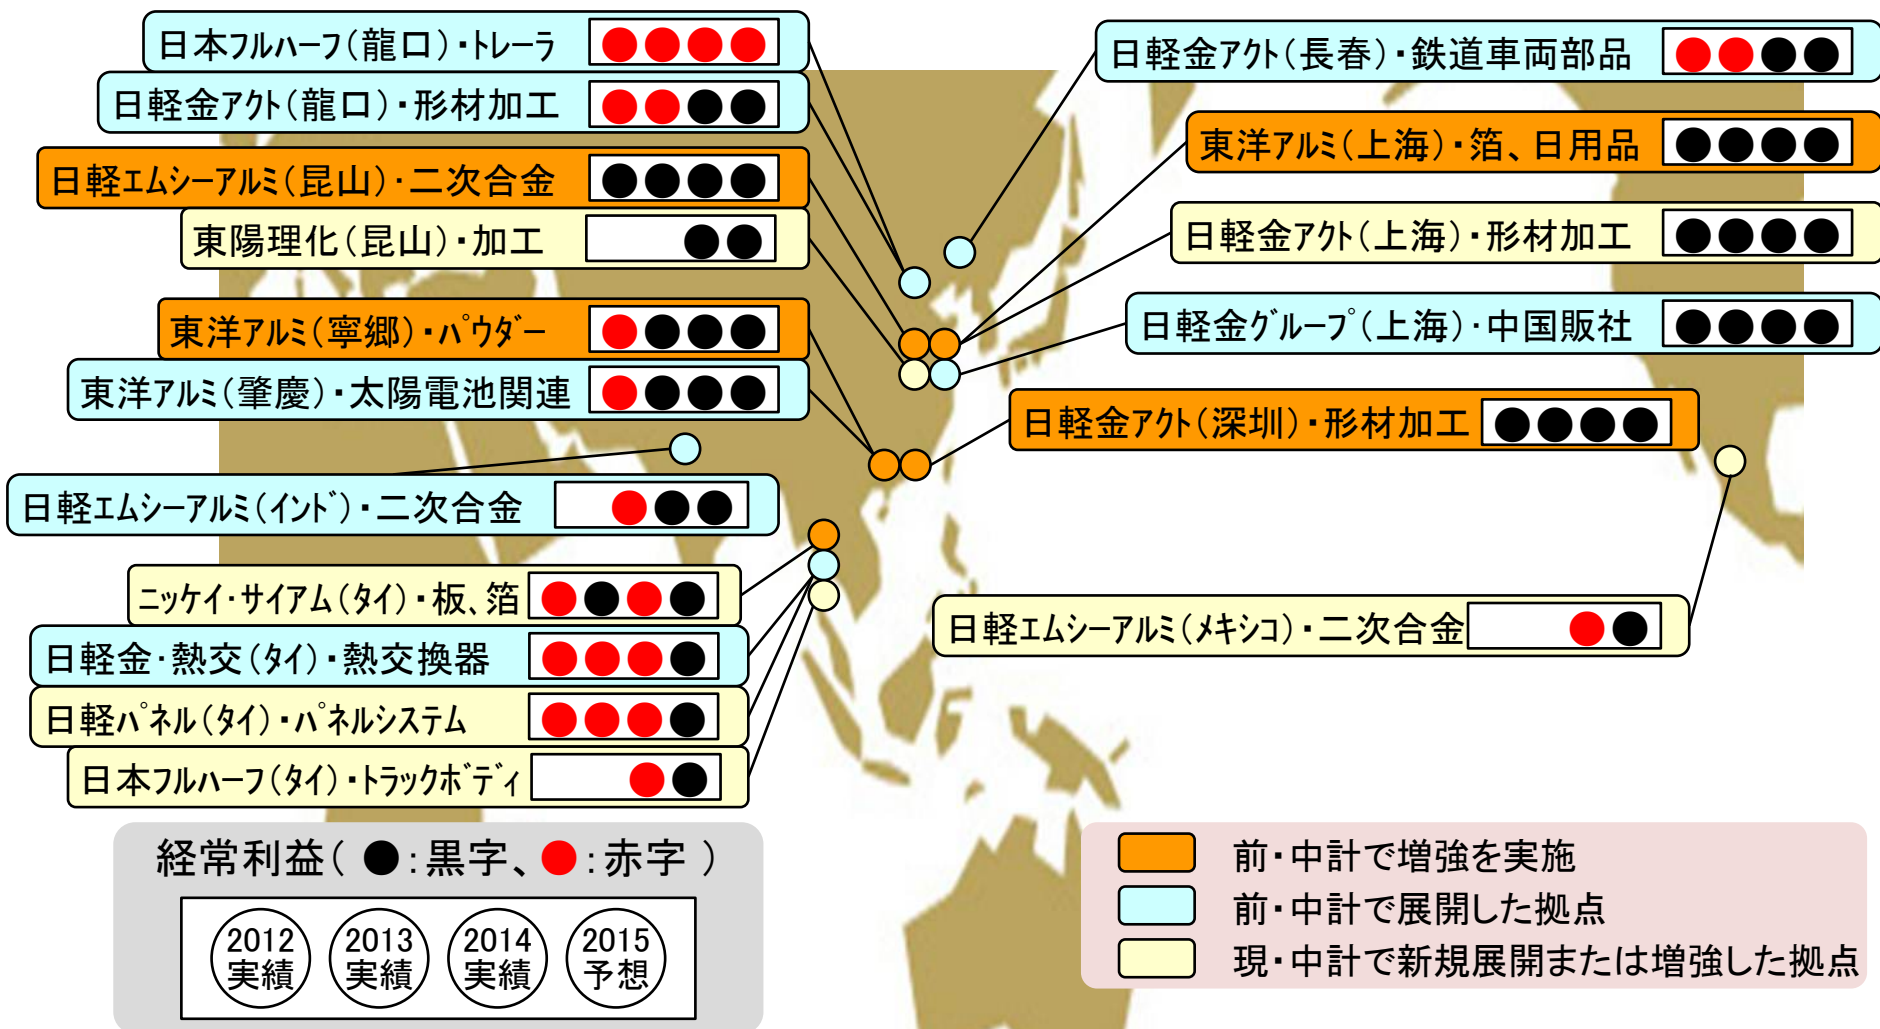 日本フルハーフ(龍口)・トレーラ
日軽金アクト(龍口)・形材加工
日軽エムシーアルミ(昆山)・二次合金
東陽理化(昆山)・加工
東洋アルミ(寧郷)・パウダー
東洋アルミ(肇慶)・太陽電池関連
日軽エムシーアルミ(インド)・二次合金
ニッケイ・サイアム(タイ)・板、箔
日軽金・熱交(タイ)・熱交換器
日軽パネル(タイ)・パネルシステム
日本フルハーフ(タイ)・トラックボディ
日軽金アクト(長春)・鉄道車両部品
東洋アルミ(上海)・箔、日用品
日軽金アクト(上海)・形材加工
日軽金グループ(上海)・中国販社
日軽金アクト(深圳)・形材加工
日軽エムシーアルミ(メキシコ)・二次合金
経常利益( ●:黒字、●:赤字 )
2012
実績
2013
実績
2014
実績
2015
予想
前・中計で増強を実施
前・中計で展開した拠点
現・中計で新規展開または増強した拠点